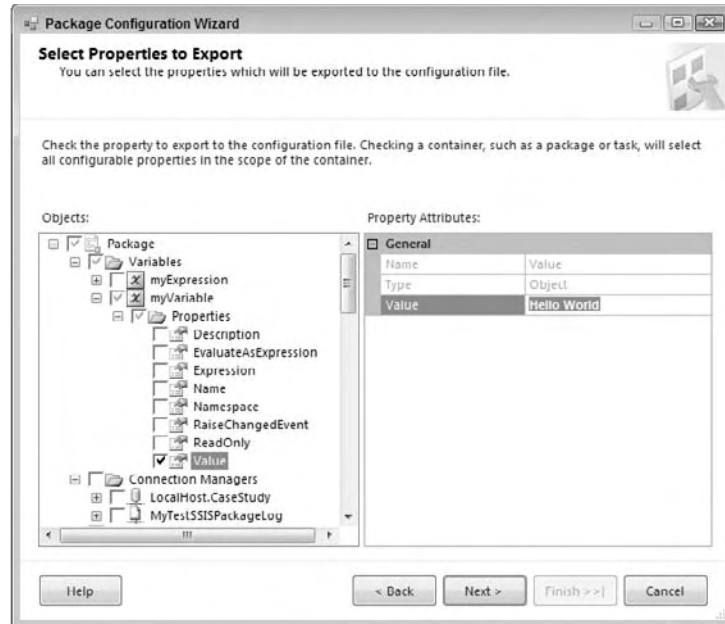 Package Configuration Wizard
Select Properties to Export
You can select the properties which will be exported to the configuration file.
Check the property to export to the configuration file. Checking a container, such as a package or task, will select
all configurable properties in the scope of the container.
Objects:
Property Attributes:
Package
Variables
myExpression
myVariable
Properties
Description
EvaluateAsExpression
Expression
Name
Namespace
RaiseChangedEvent
ReadOnly
Value
Connection Managers
LocalHost.CaseStudy
MyTestSSISPackageLog
General
Name Value
Type Object
Value Hello World
Help
< Back
Next >
Finish >>|
Cancel